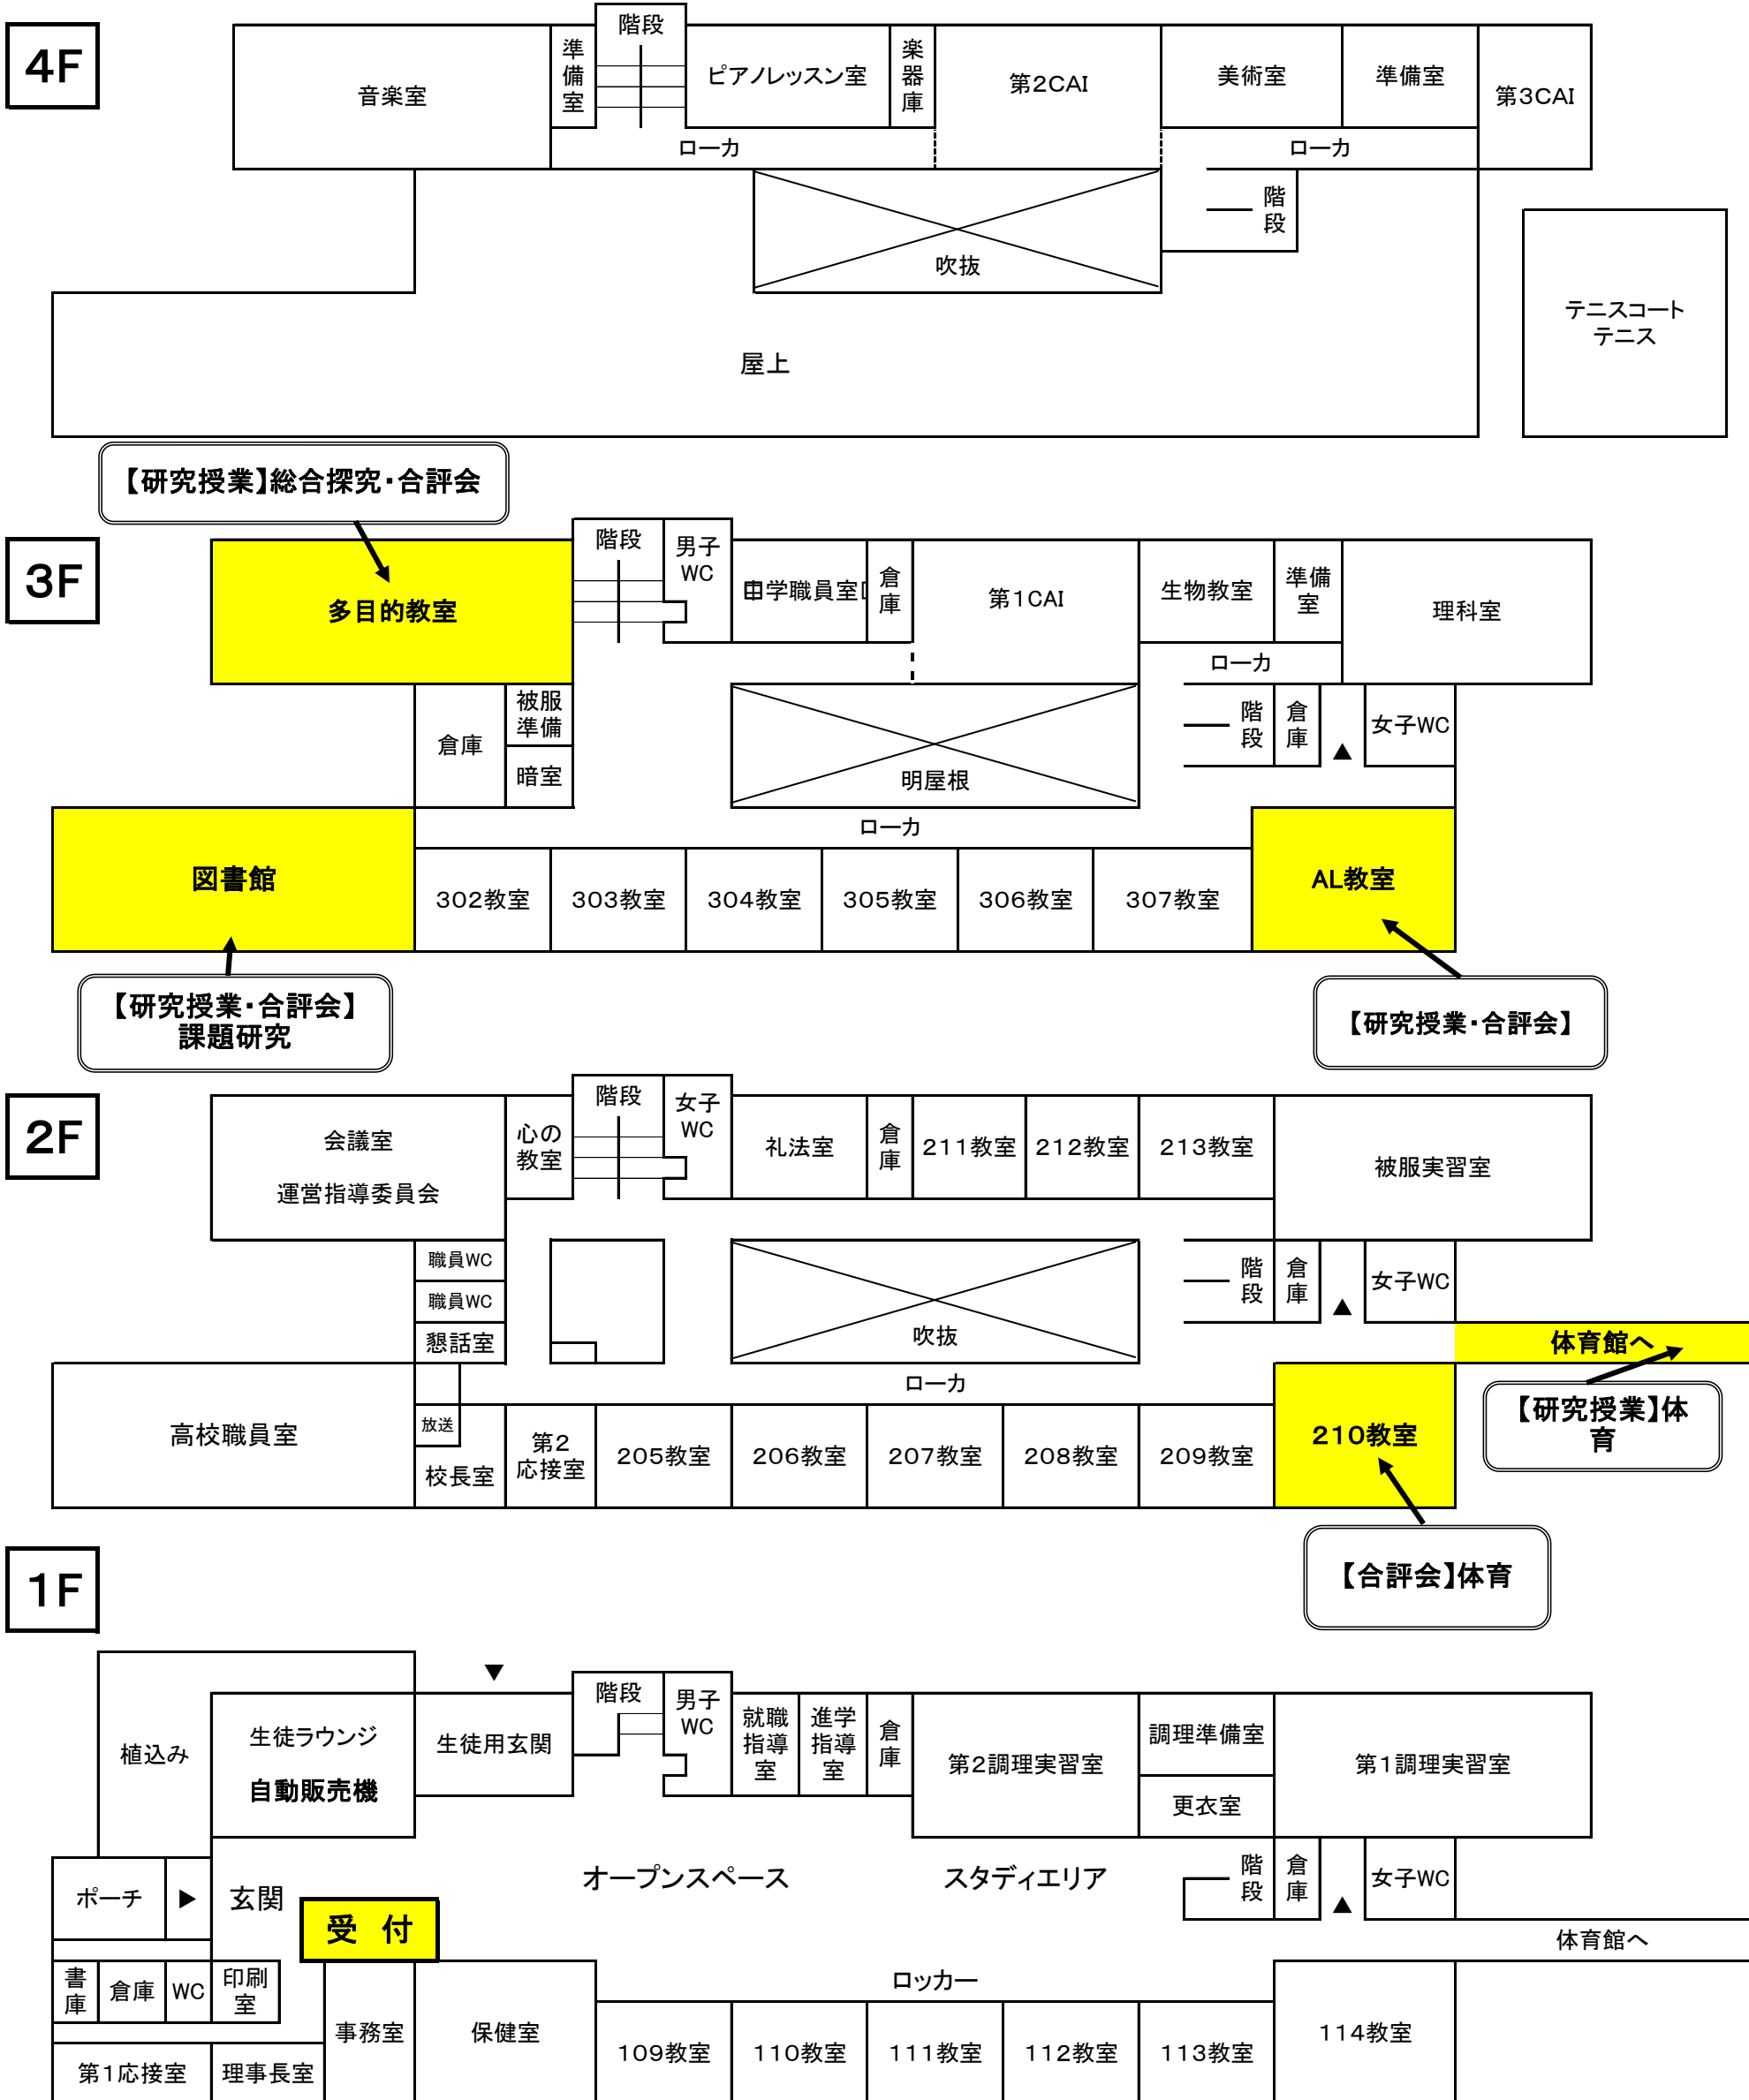 4F
音楽室
準備室
階段
ピアノレッスン室
楽器庫
第2CAI
美術室
準備室
第3CAI
ローカ
ローカ
階段
吹抜
屋上
テニスコート
テニス
【研究授業】総合探究・合評会
3F
多目的教室
階段
男子
WC
中学職員室
倉庫
第1CAI
生物教室
準備室
理科室
ローカ
倉庫
被服
準備
暗室
明屋根
階段
倉庫
▲
女子WC
ローカ
図書館
302教室
303教室
304教室
305教室
306教室
307教室
AL教室
【研究授業・合評会】
課題研究
【研究授業・合評会】
2F
会議室
運営指導委員会
心の
教室
階段
女子
WC
礼法室
倉庫
211教室
212教室
213教室
被服実習室
職員WC
職員WC
懇話室
吹抜
階段
倉庫
▲
女子WC
体育館へ
ローカ
高校職員室
放送
校長室
第2
応接室
205教室
206教室
207教室
208教室
209教室
210教室
【研究授業】体
育
【合評会】体育
1F
植込み
生徒ラウンジ
自動販売機
▼
生徒用玄関
階段
男子
WC
就職
指導
室
進学
指導
室
倉庫
第2調理実習室
調理準備室
更衣室
第1調理実習室
ポーチ
▶
玄関
受 付
オープンスペース
スタディエリア
階段
倉庫
▲
女子WC
体育館へ
書庫
倉庫
WC
印刷
室
事務室
保健室
ロッカー
109教室
110教室
111教室
112教室
113教室
114教室
第1応接室
理事長室